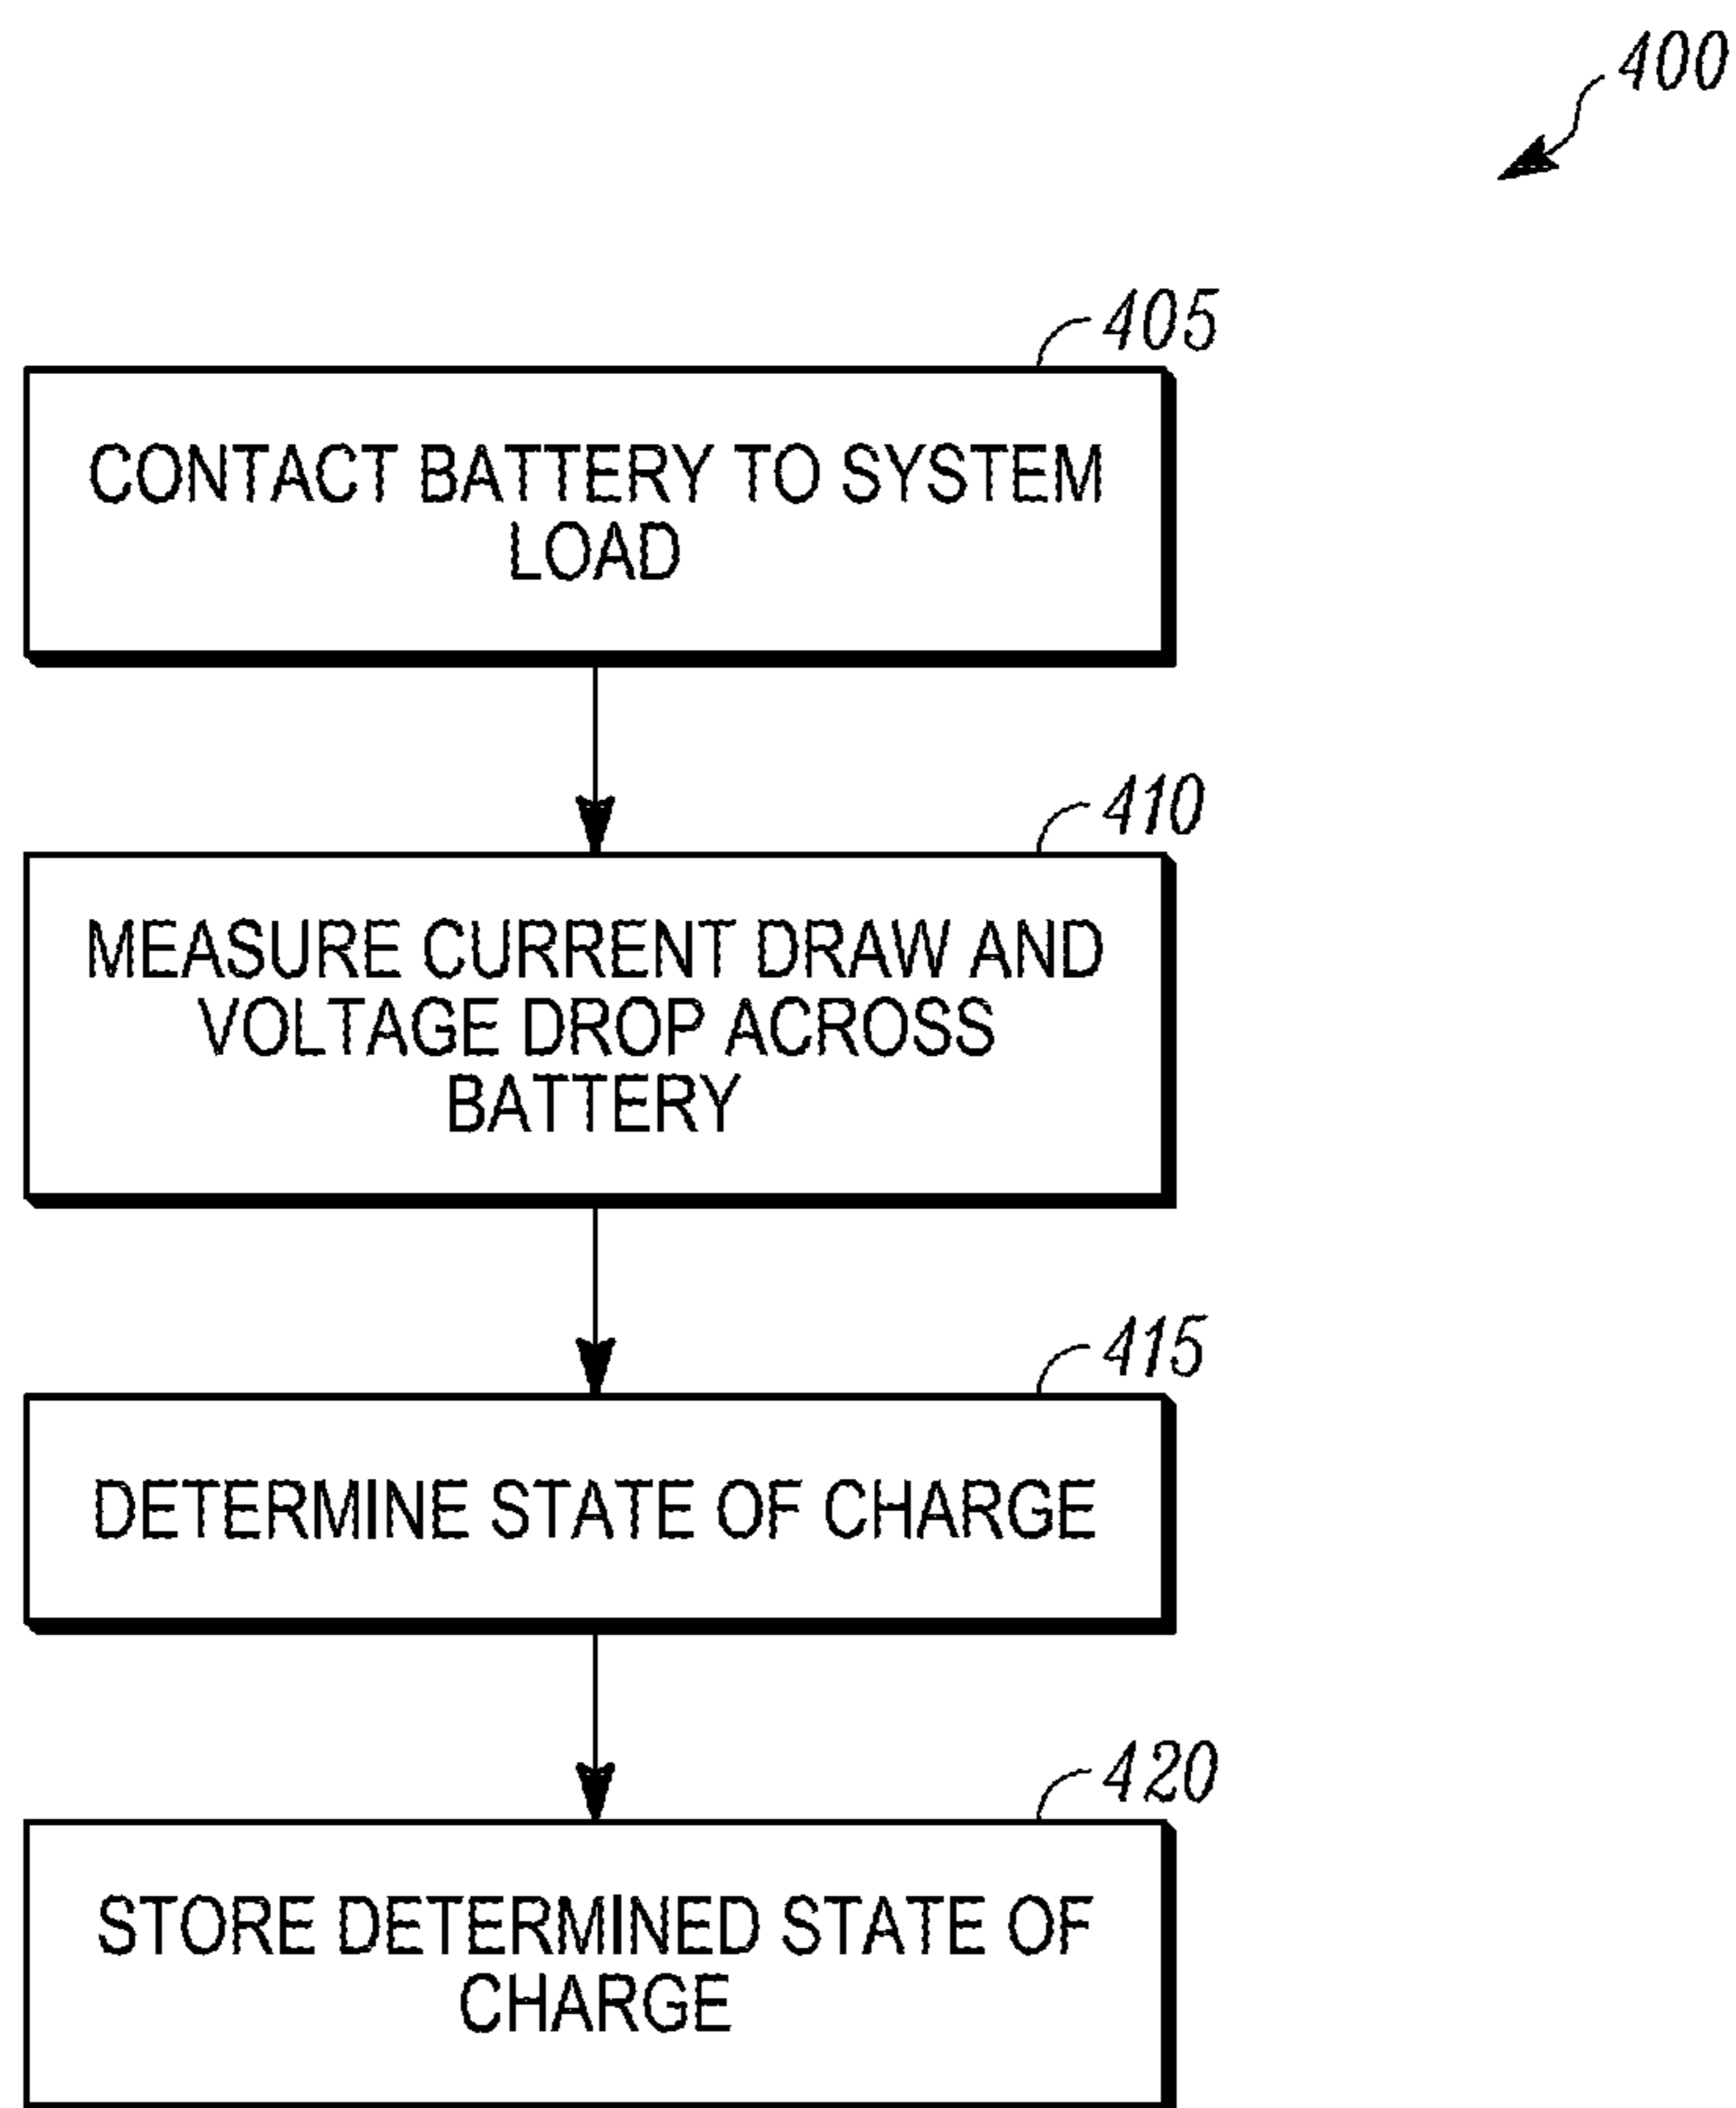 400
405
CONTACT BATTERY TO SYSTEM
LOAD
410
MEASURE CURRENT DRAW AND
VOLTAGE DROP ACROSS
BATTERY
415
DETERMINE STATE OF CHARGE
420
STORE DETERMINED STATE OF
CHARGE